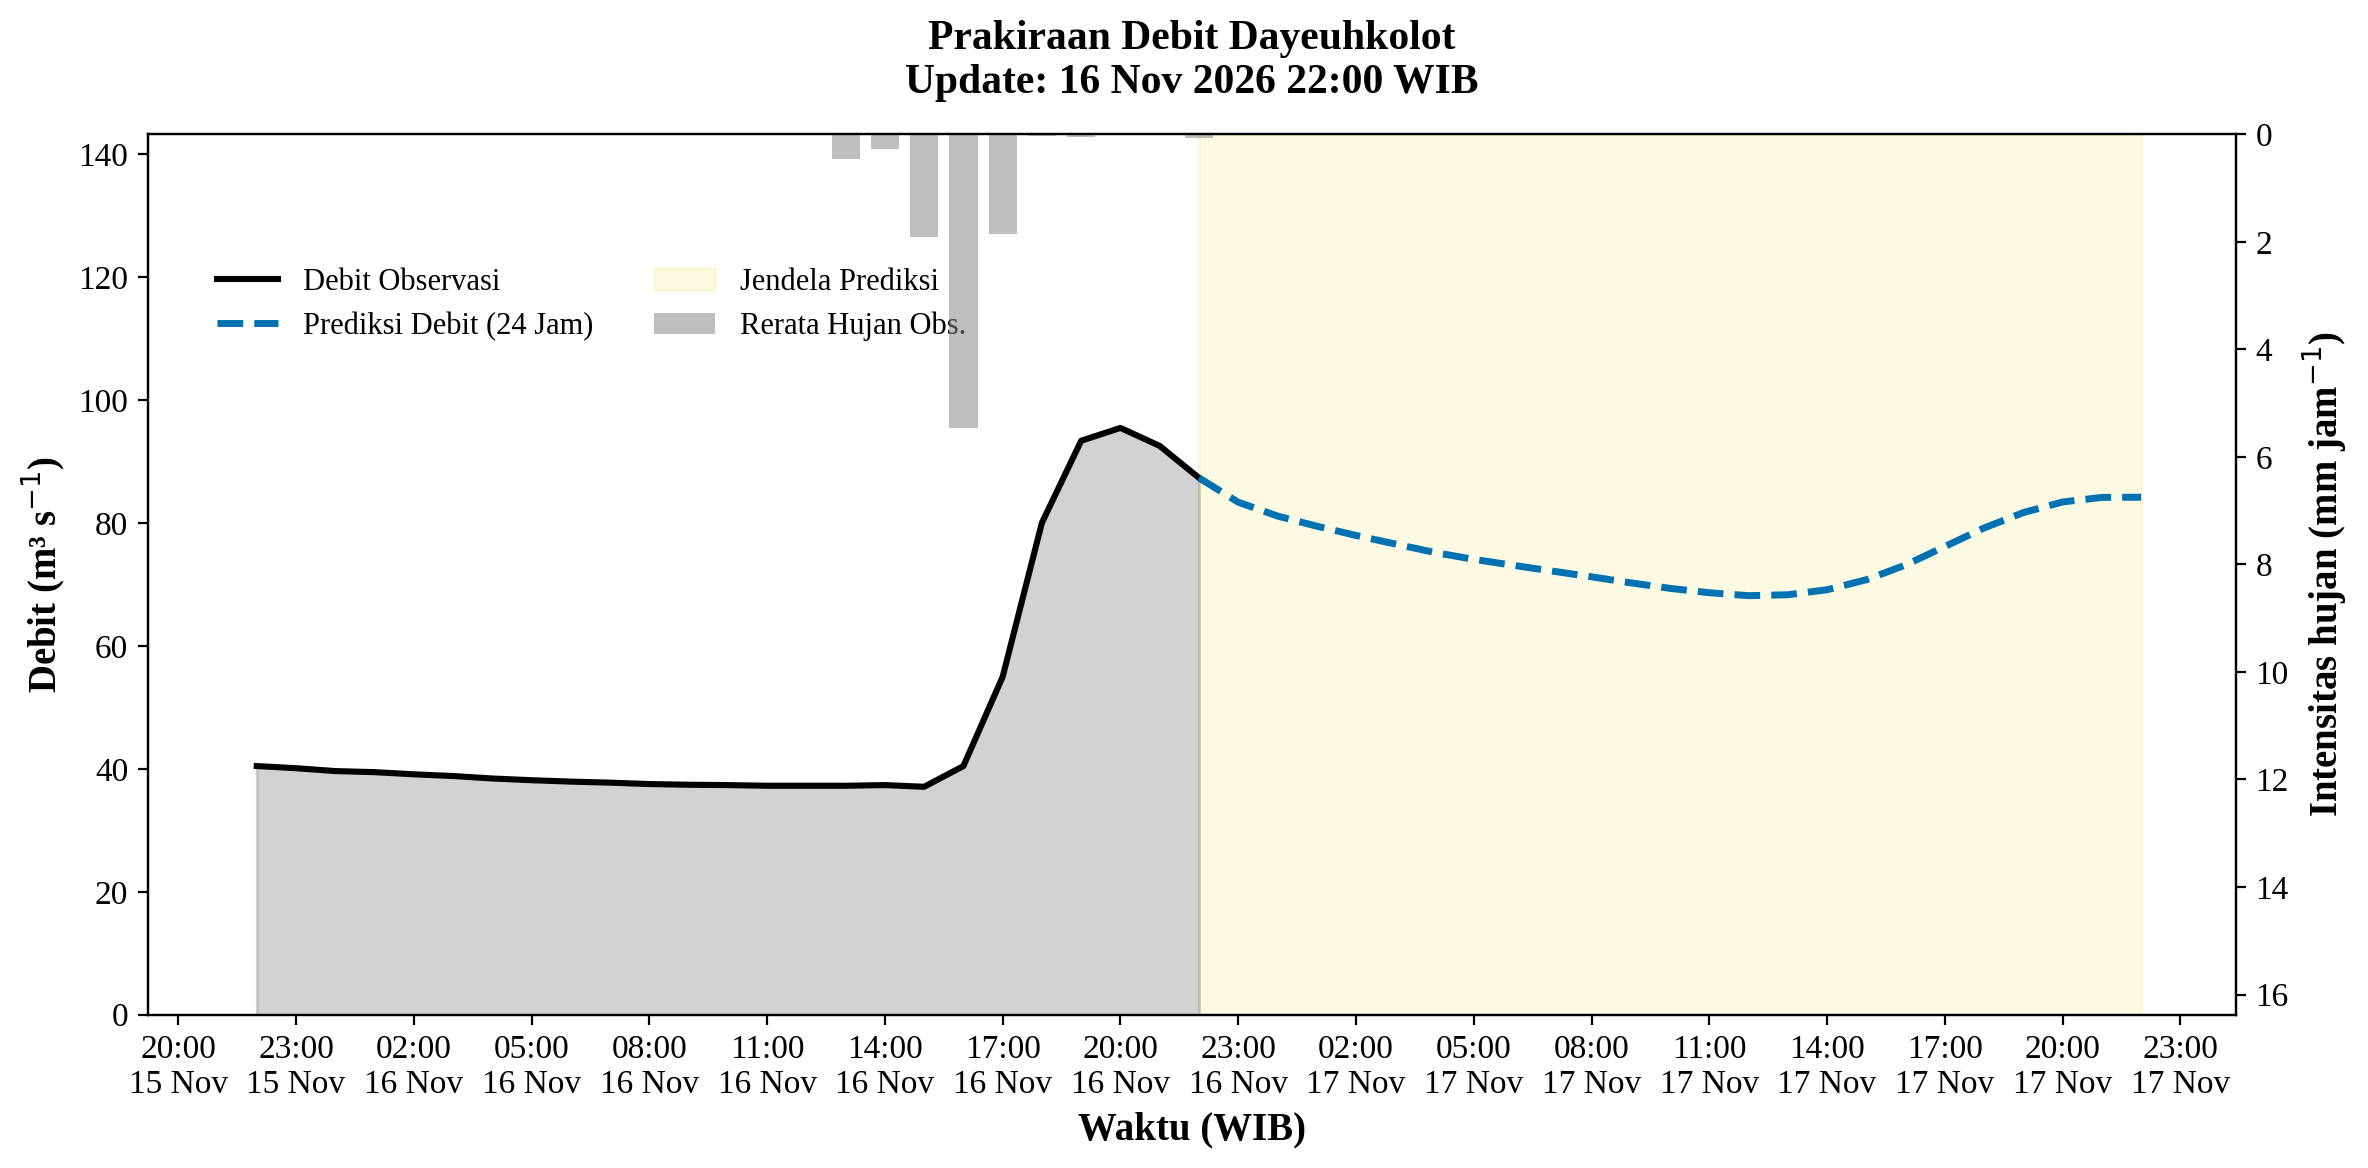 Prakiraan Debit Dayeuhkolot
Update: 16 Nov 2026 22:00 WIB
Debit (m³ s⁻¹)
140
120
100
80
60
40
20
0
Debit Observasi
Prediksi Debit (24 Jam)
Jendela Prediksi
Rerata Hujan Obs.
0
2
4
6
8
10
12
14
16
Intensitas hujan (mm jam⁻¹)
20:00 23:00 02:00 05:00 08:00 11:00 14:00 17:00 20:00 23:00 02:00 05:00 08:00 11:00 14:00 17:00 20:00 23:00
15 Nov 15 Nov 16 Nov 16 Nov 16 Nov 16 Nov 16 Nov 16 Nov 16 Nov 16 Nov 17 Nov 17 Nov 17 Nov 17 Nov 17 Nov 17 Nov 17 Nov 17 Nov
Waktu (WIB)